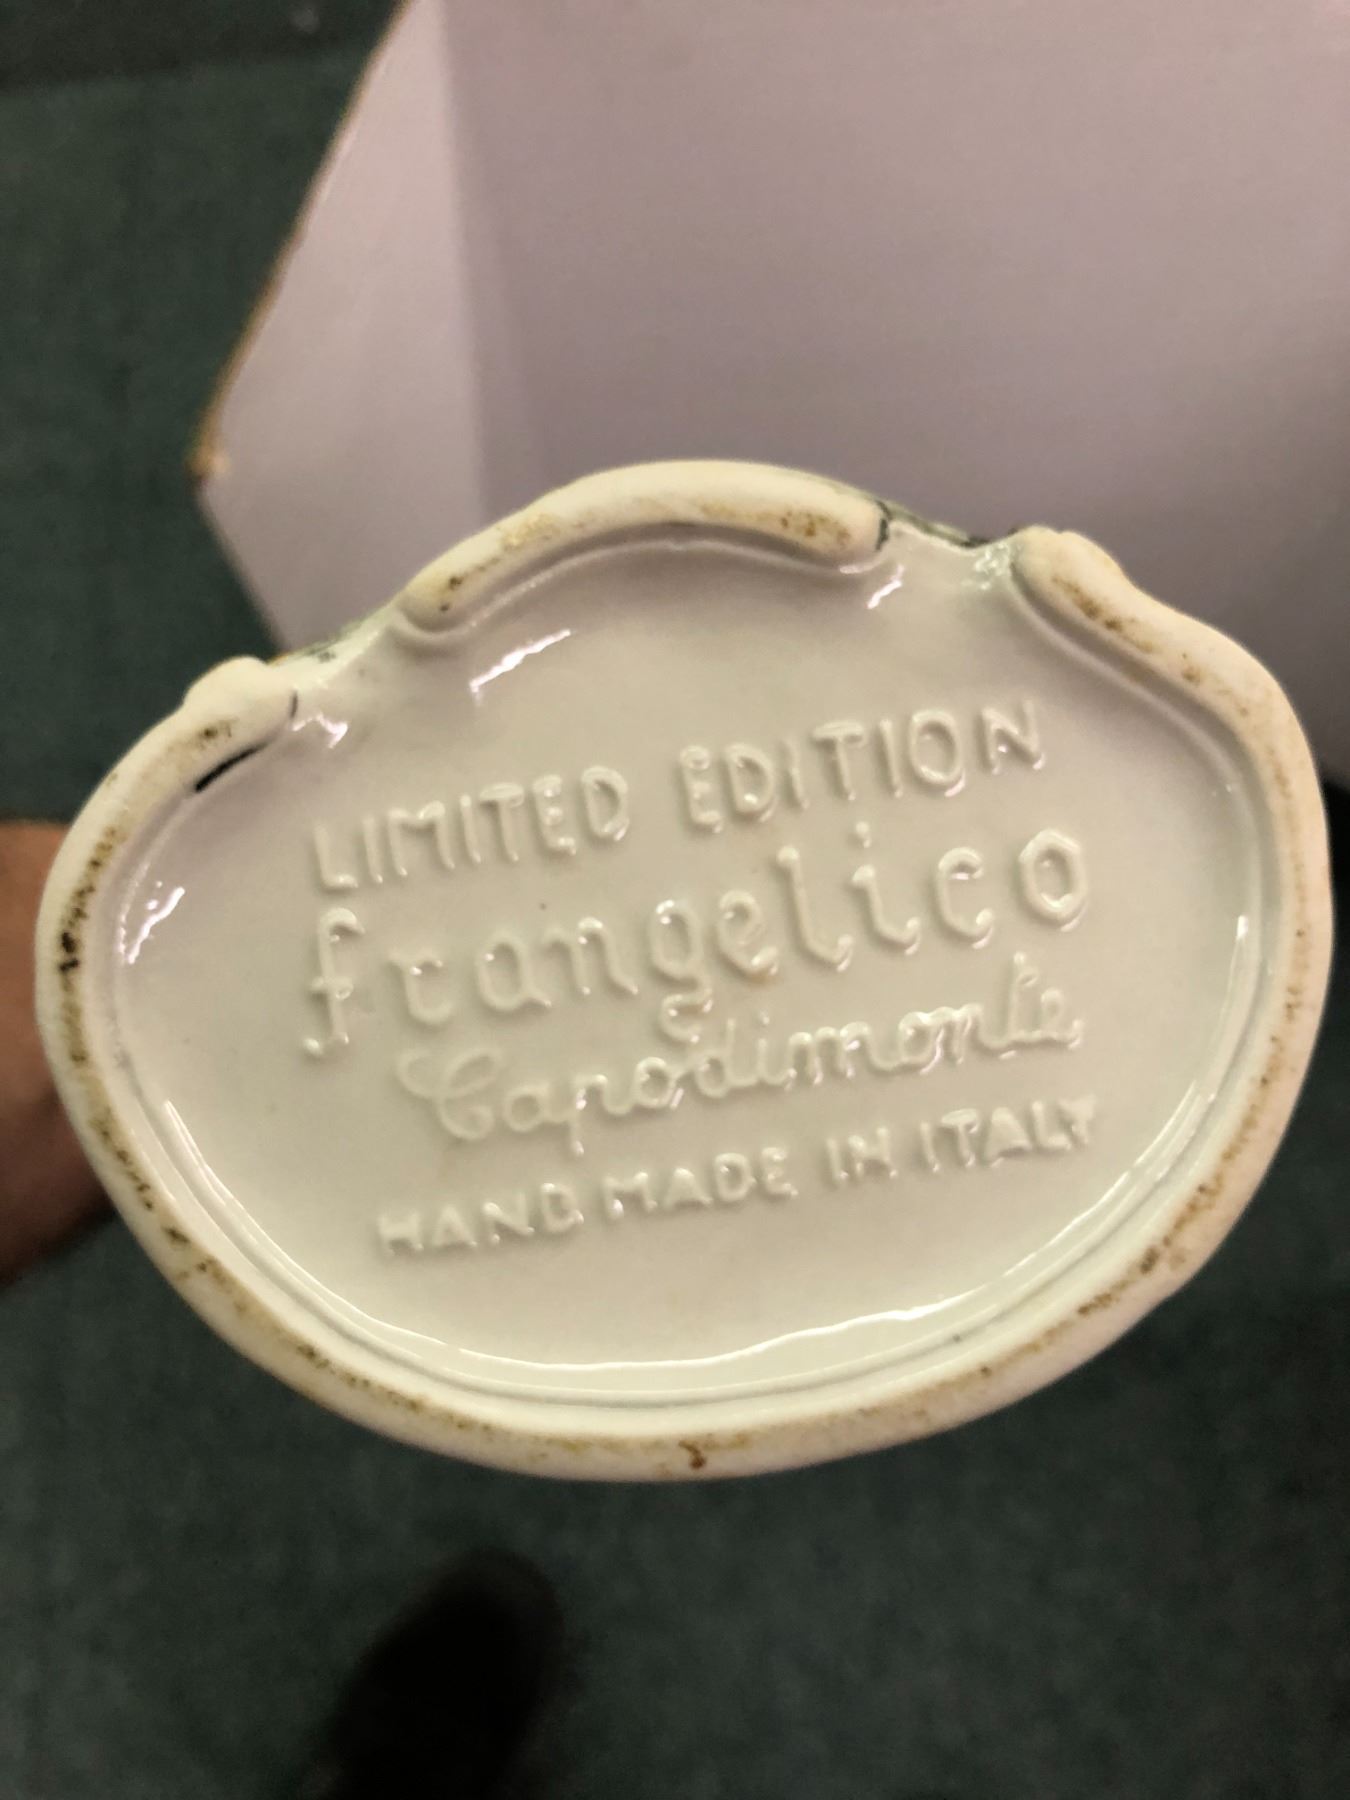 LIMITED EDITION
frangelico
Capodimonte
HAND MADE IN ITALY